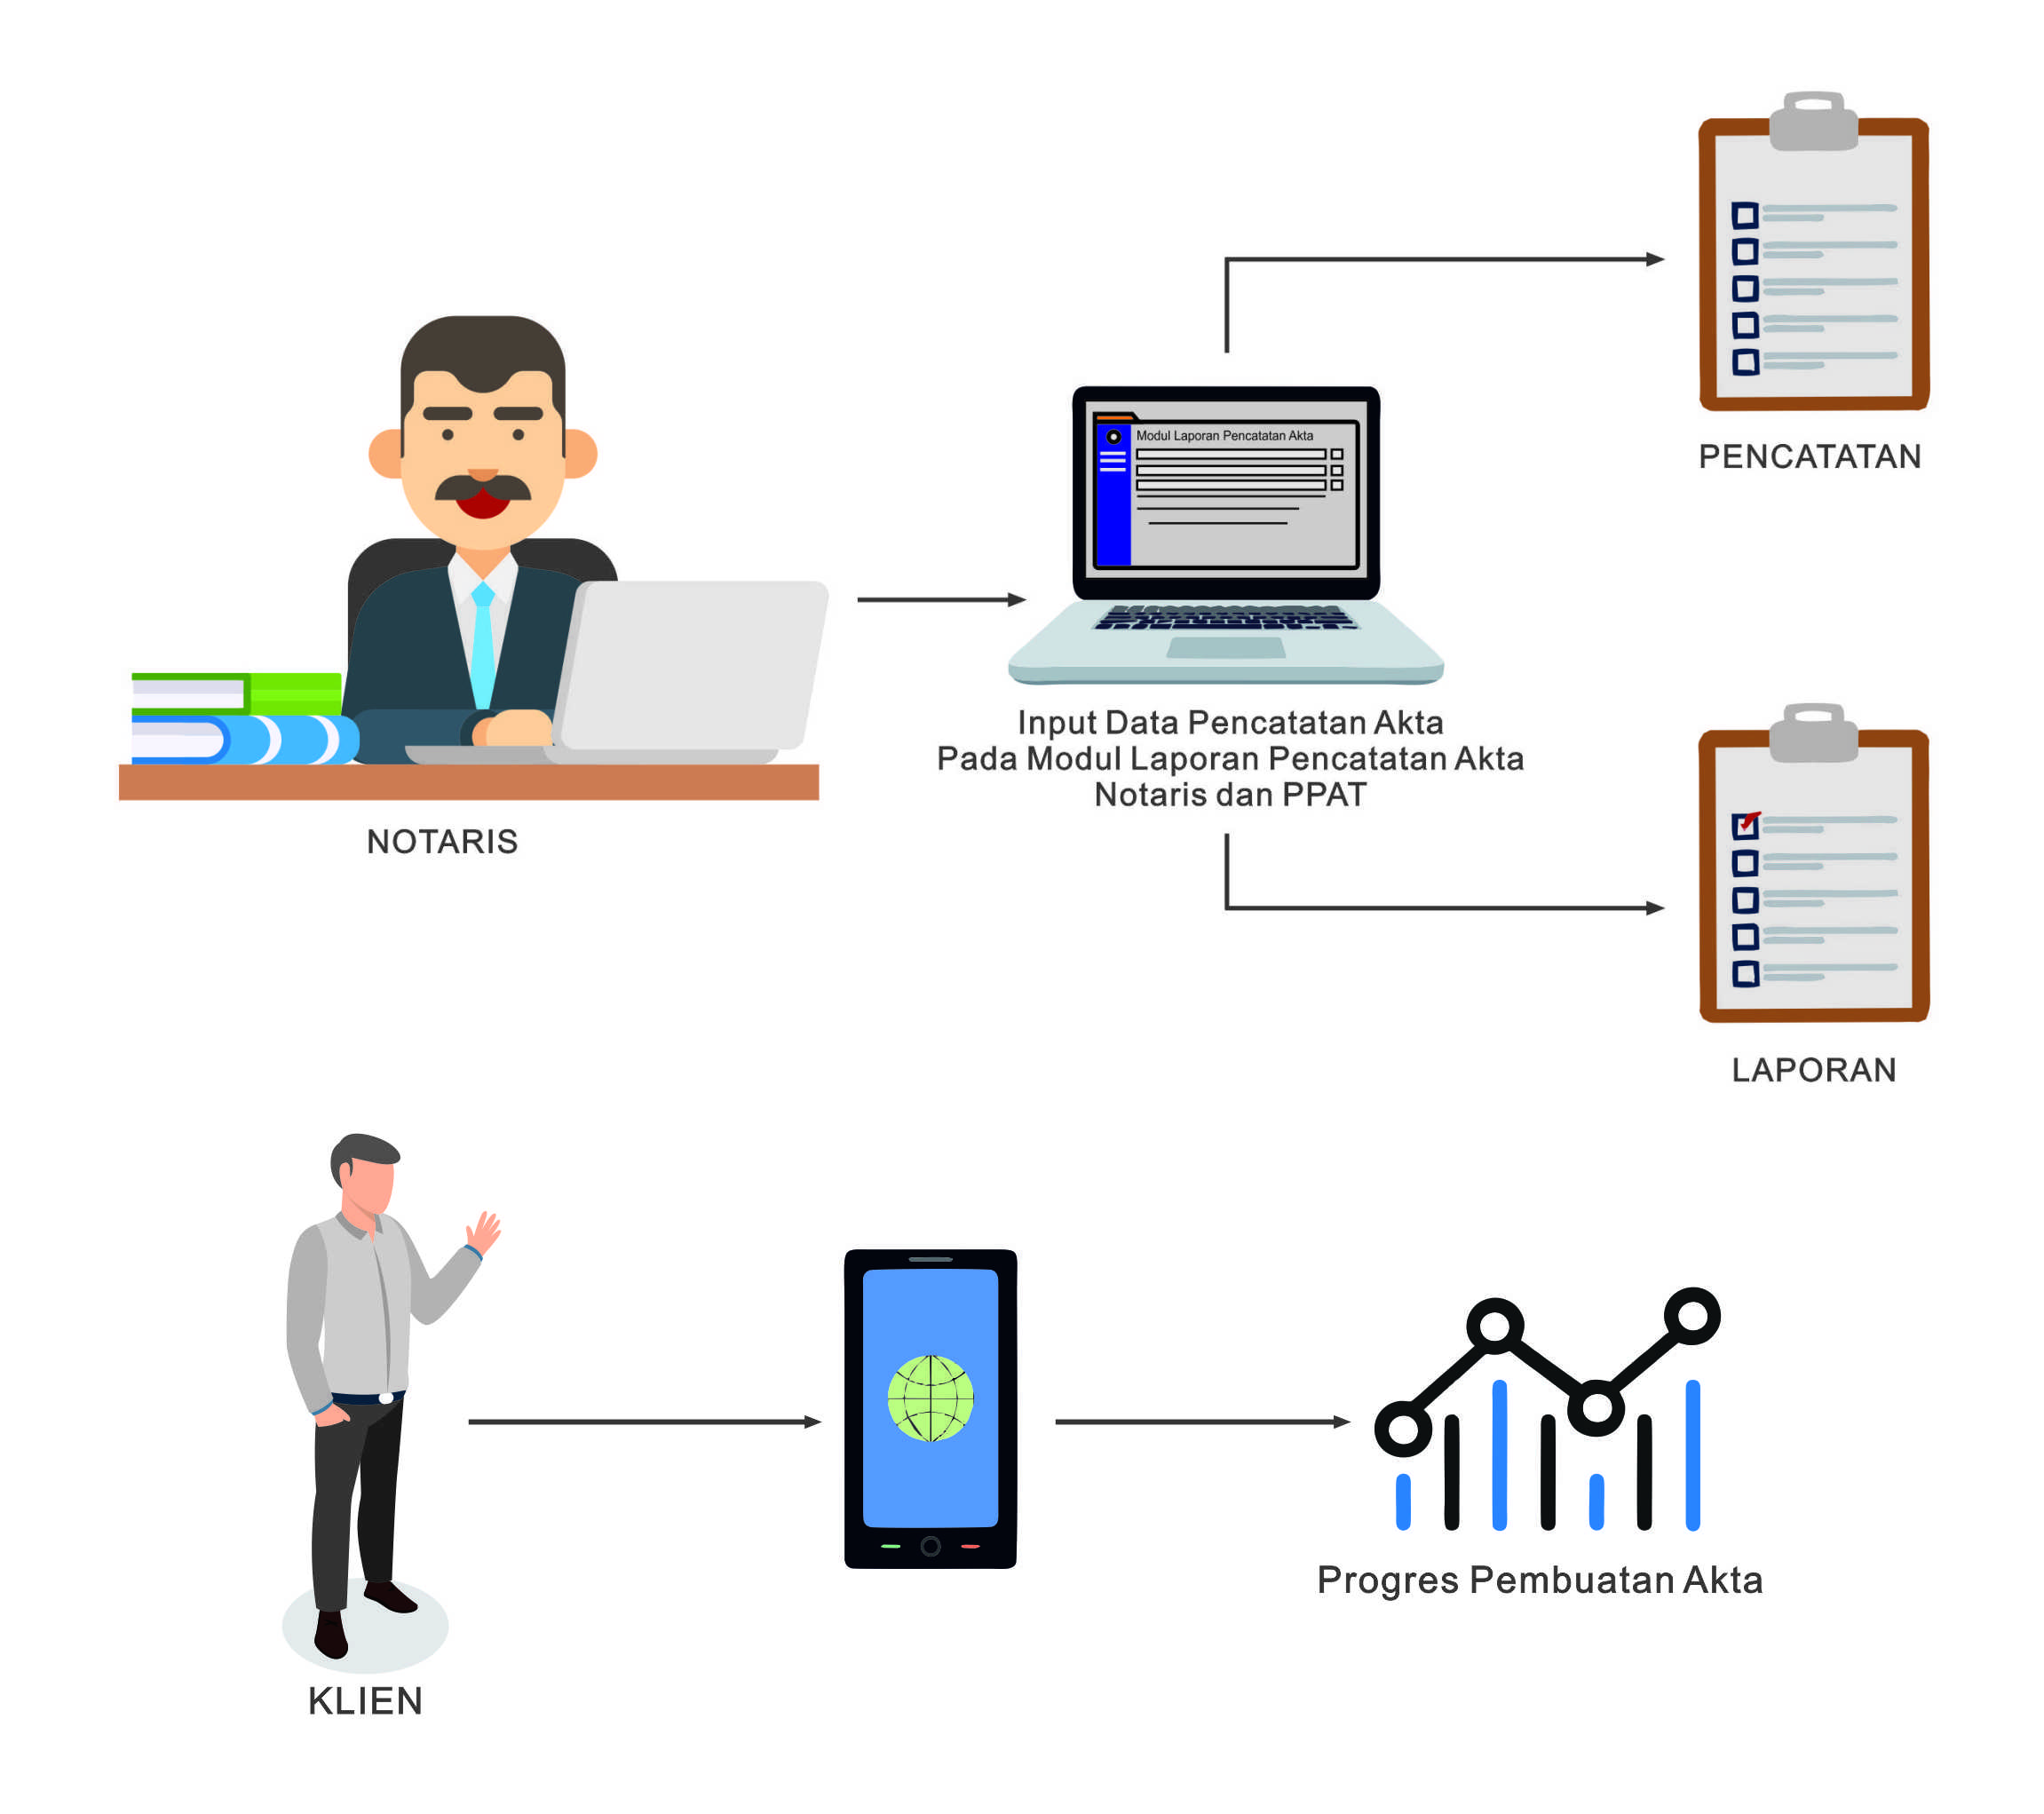 PENCATATAN
Modul Laporan Pencatatan Akta
Input Data Pencatatan Akta
Pada Modul Laporan Pencatatan Akta
Notaris dan PPAT
NOTARIS
LAPORAN
Progres Pembuatan Akta
KLIEN